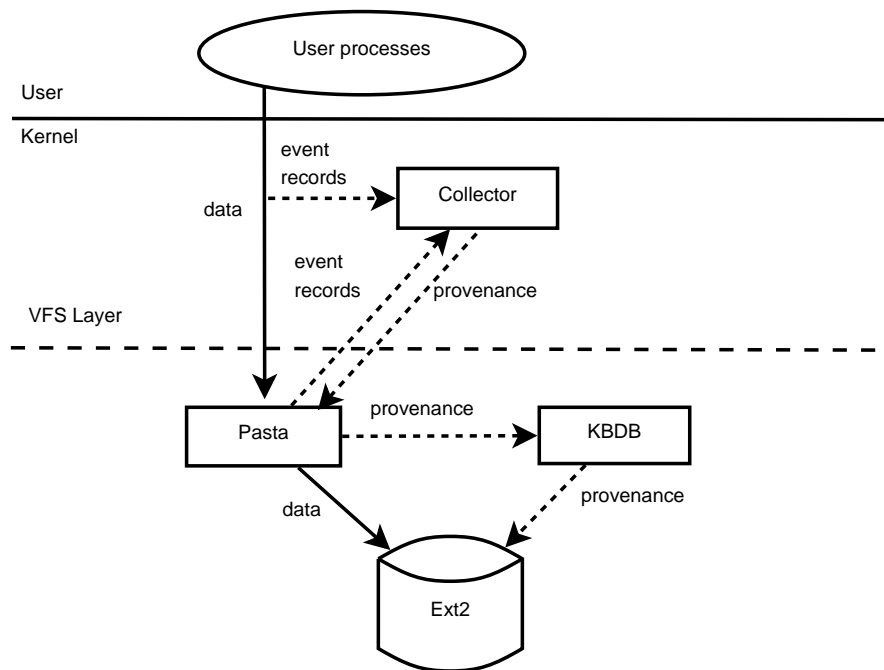 User processes
User
Kernel
event
records
Collector
data
event
records
provenance
VFS Layer
provenance
Pasta
KBDB
provenance
data
Ext2